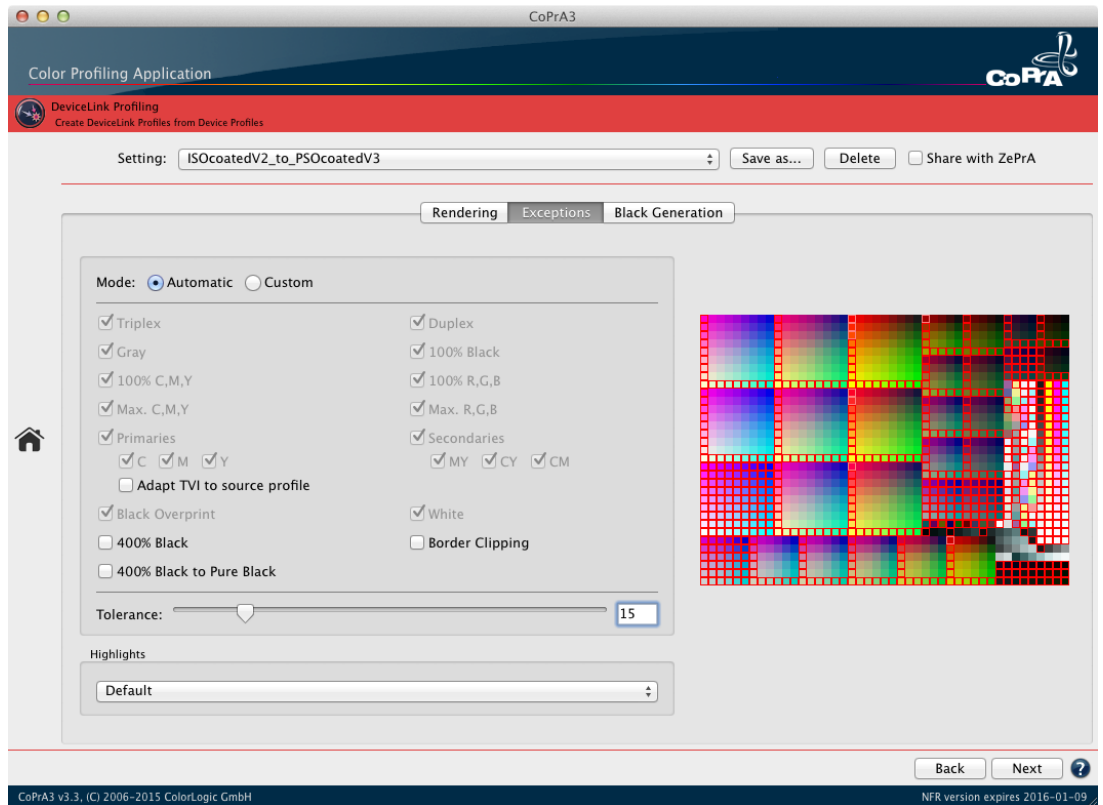 CoPrA3
Color Profiling Application
CoPrA
DeviceLink Profiling
Create DeviceLink Profiles from Device Profiles
Setting: ISOcoatedV2_to_PSOcoatedV3 Save as... Delete Share with ZePrA
Rendering Exceptions Black Generation
Mode: Automatic Custom
Triplex Duplex
Gray 100% Black
100% C,M,Y 100% R,G,B
Max. C,M,Y Max. R,G,B
Primaries Secondaries
C M Y MY CY CM
Adapt TVI to source profile
Black Overprint White
400% Black Border Clipping
400% Black to Pure Black
Tolerance: 15
Highlights
Default
Back Next ?
CoPrA3 v3.3, (C) 2006-2015 ColorLogic GmbH NFR version expires 2016-01-09